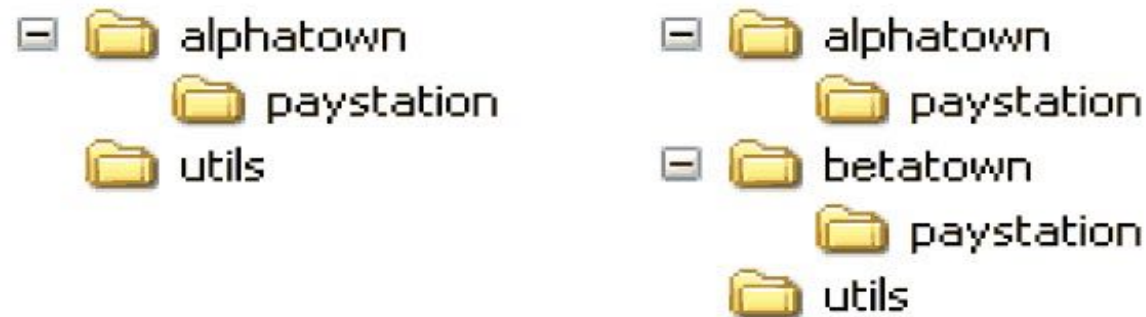 alphatown
paystation
utils
alphatown
paystation
betatown
paystation
utils